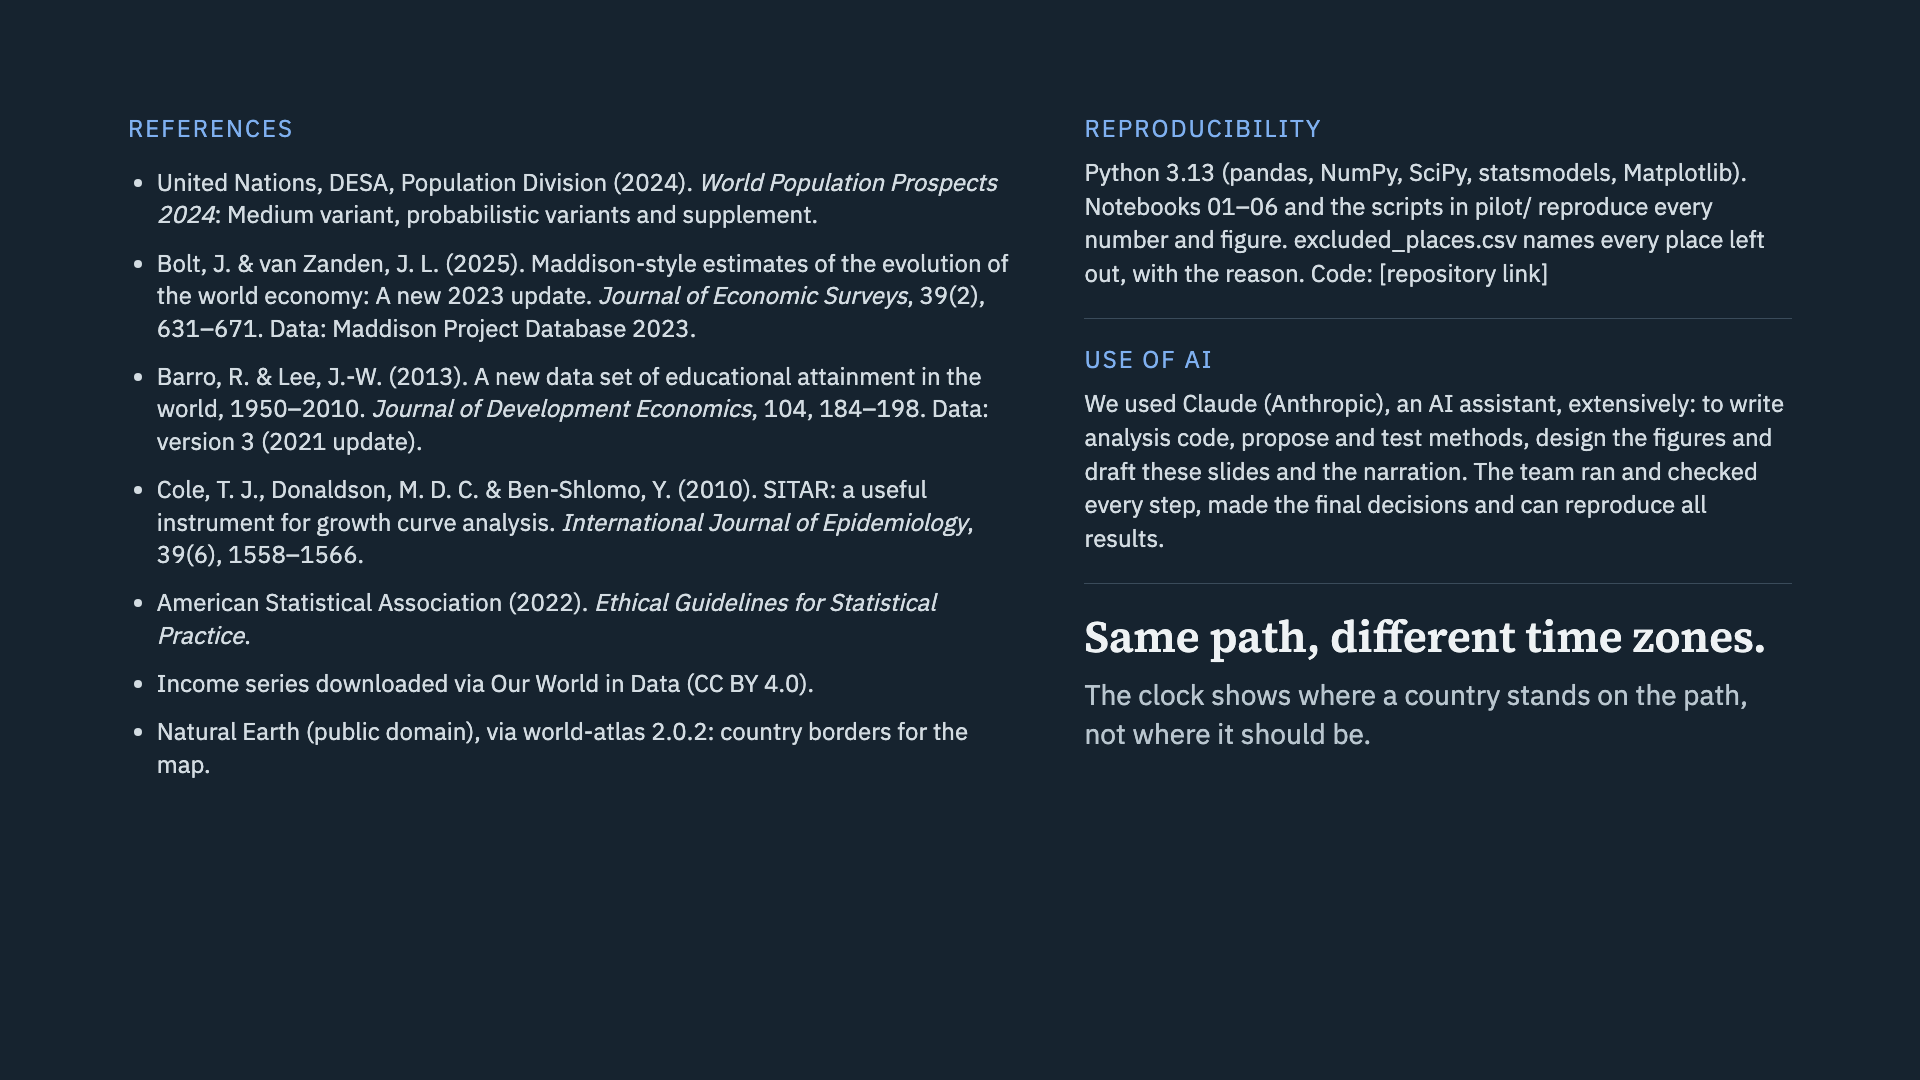 REFERENCES
• United Nations, DESA, Population Division (2024). World Population Prospects
2024: Medium variant, probabilistic variants and supplement.
• Bolt, J. & van Zanden, J. L. (2025). Maddison-style estimates of the evolution of
the world economy: A new 2023 update. Journal of Economic Surveys, 39(2),
631–671. Data: Maddison Project Database 2023.
• Barro, R. & Lee, J.-W. (2013). A new data set of educational attainment in the
world, 1950–2010. Journal of Development Economics, 104, 184–198. Data:
version 3 (2021 update).
• Cole, T. J., Donaldson, M. D. C. & Ben-Shlomo, Y. (2010). SITAR: a useful
instrument for growth curve analysis. International Journal of Epidemiology,
39(6), 1558–1566.
• American Statistical Association (2022). Ethical Guidelines for Statistical
Practice.
• Income series downloaded via Our World in Data (CC BY 4.0).
• Natural Earth (public domain), via world-atlas 2.0.2: country borders for the
map.
REPRODUCIBILITY
Python 3.13 (pandas, NumPy, SciPy, statsmodels, Matplotlib).
Notebooks 01–06 and the scripts in pilot/ reproduce every
number and figure. excluded_places.csv names every place left
out, with the reason. Code: [repository link]
USE OF AI
We used Claude (Anthropic), an AI assistant, extensively: to write
analysis code, propose and test methods, design the figures and
draft these slides and the narration. The team ran and checked
every step, made the final decisions and can reproduce all
results.
Same path, different time zones.
The clock shows where a country stands on the path,
not where it should be.